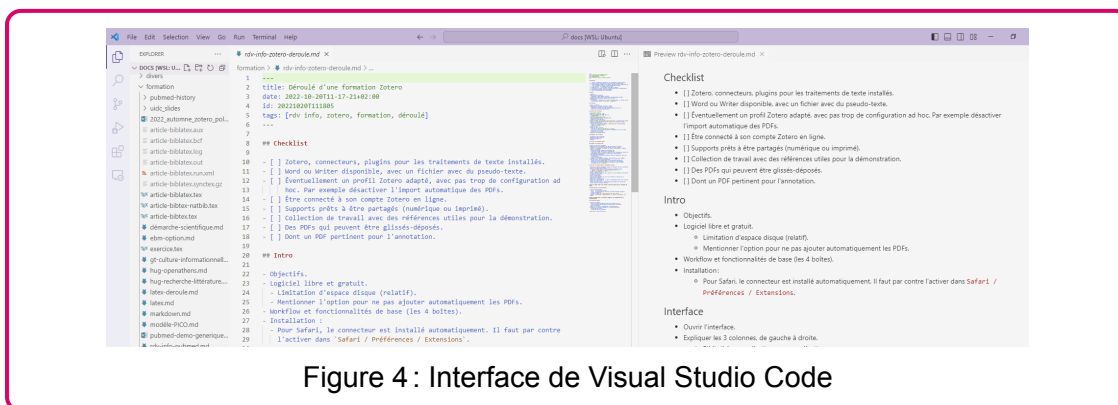 File Edit Selection View Go Run Terminal Help
docs [WSL: Ubuntu]
EXPLORER
DOCS [WSL: U...
divers
formation
pubmed-history
uidc_slides
2022_automne_zotero_pol...
article-biblatex.aux
article-biblatex.bcf
article-biblatex.log
article-biblatex.out
article-biblatex.run.xml
article-biblatex.synctex.gz
article-biblatex.tex
article-bibtex-natbib.tex
article-bibtex.tex
démarche-scientifique.md
ebm-option.md
exercice.tex
gt-culture-informationnell...
hug-openathens.md
hug-recherche-littérature....
latex-deroule.md
latex.md
markdown.md
modèle-PICO.md
pubmed-demo-generique...
rdv-info-pubmed.md
rdv-info-zotero-deroule.md
formation > rdv-info-zotero-deroule.md > ...
1 ---
2 title: Déroulé d'une formation Zotero
3 date: 2022-10-20T11-17-21+02:00
4 id: 20221020T111805
5 tags: [rdv info, zotero, formation, déroulé]
6 ---
7
8 ## Checklist
9
10 - [ ] Zotero, connecteurs, plugins pour les traitements de texte installés.
11 - [ ] Word ou Writer disponible, avec un fichier avec du pseudo-texte.
12 - [ ] Éventuellement un profil Zotero adapté, avec pas trop de configuration ad
13 hoc. Par exemple désactiver l'import automatique des PDFs.
14 - [ ] Être connecté à son compte Zotero en ligne.
15 - [ ] Supports prêts à être partagés (numérique ou imprimé).
16 - [ ] Collection de travail avec des références utiles pour la démonstration.
17 - [ ] Des PDFs qui peuvent être glissés-déposés.
18 - [ ] Dont un PDF pertinent pour l'annotation.
19
20 ## Intro
21
22 - Objectifs.
23 - Logiciel libre et gratuit.
24 - Limitation d'espace disque (relatif).
25 - Mentionner l'option pour ne pas ajouter automatiquement les PDFs.
26 - Workflow et fonctionnalités de base (les 4 boîtes).
27 - Installation :
28 - Pour Safari, le connecteur est installé automatiquement. Il faut par contre
29 l'activer dans `Safari / Préférences / Extensions`.
Preview rdv-info-zotero-deroule.md
Checklist
• [ ] Zotero, connecteurs, plugins pour les traitements de texte installés.
• [ ] Word ou Writer disponible, avec un fichier avec du pseudo-texte.
• [ ] Éventuellement un profil Zotero adapté, avec pas trop de configuration ad hoc. Par exemple désactiver
l'import automatique des PDFs.
• [ ] Être connecté à son compte Zotero en ligne.
• [ ] Supports prêts à être partagés (numérique ou imprimé).
• [ ] Collection de travail avec des références utiles pour la démonstration.
• [ ] Des PDFs qui peuvent être glissés-déposés.
• [ ] Dont un PDF pertinent pour l'annotation.
Intro
• Objectifs.
• Logiciel libre et gratuit.
◦ Limitation d'espace disque (relatif).
◦ Mentionner l'option pour ne pas ajouter automatiquement les PDFs.
• Workflow et fonctionnalités de base (les 4 boîtes).
• Installation :
◦ Pour Safari, le connecteur est installé automatiquement. Il faut par contre l'activer dans Safari /
Préférences / Extensions.
Interface
• Ouvrir l'interface.
• Expliquer les 3 colonnes, de gauche à droite.
Figure 4 : Interface de Visual Studio Code